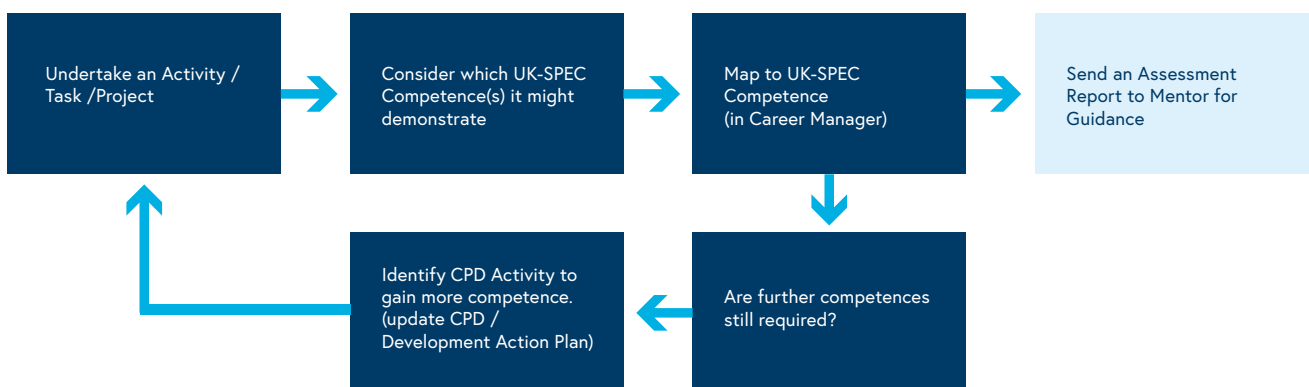 Undertake an Activity /
Task /Project
Consider which UK-SPEC
Competence(s) it might
demonstrate
Map to UK-SPEC
Competence
(in Career Manager)
Send an Assessment
Report to Mentor for
Guidance
Identify CPD Activity to
gain more competence.
(update CPD /
Development Action Plan)
Are further competences
still required?